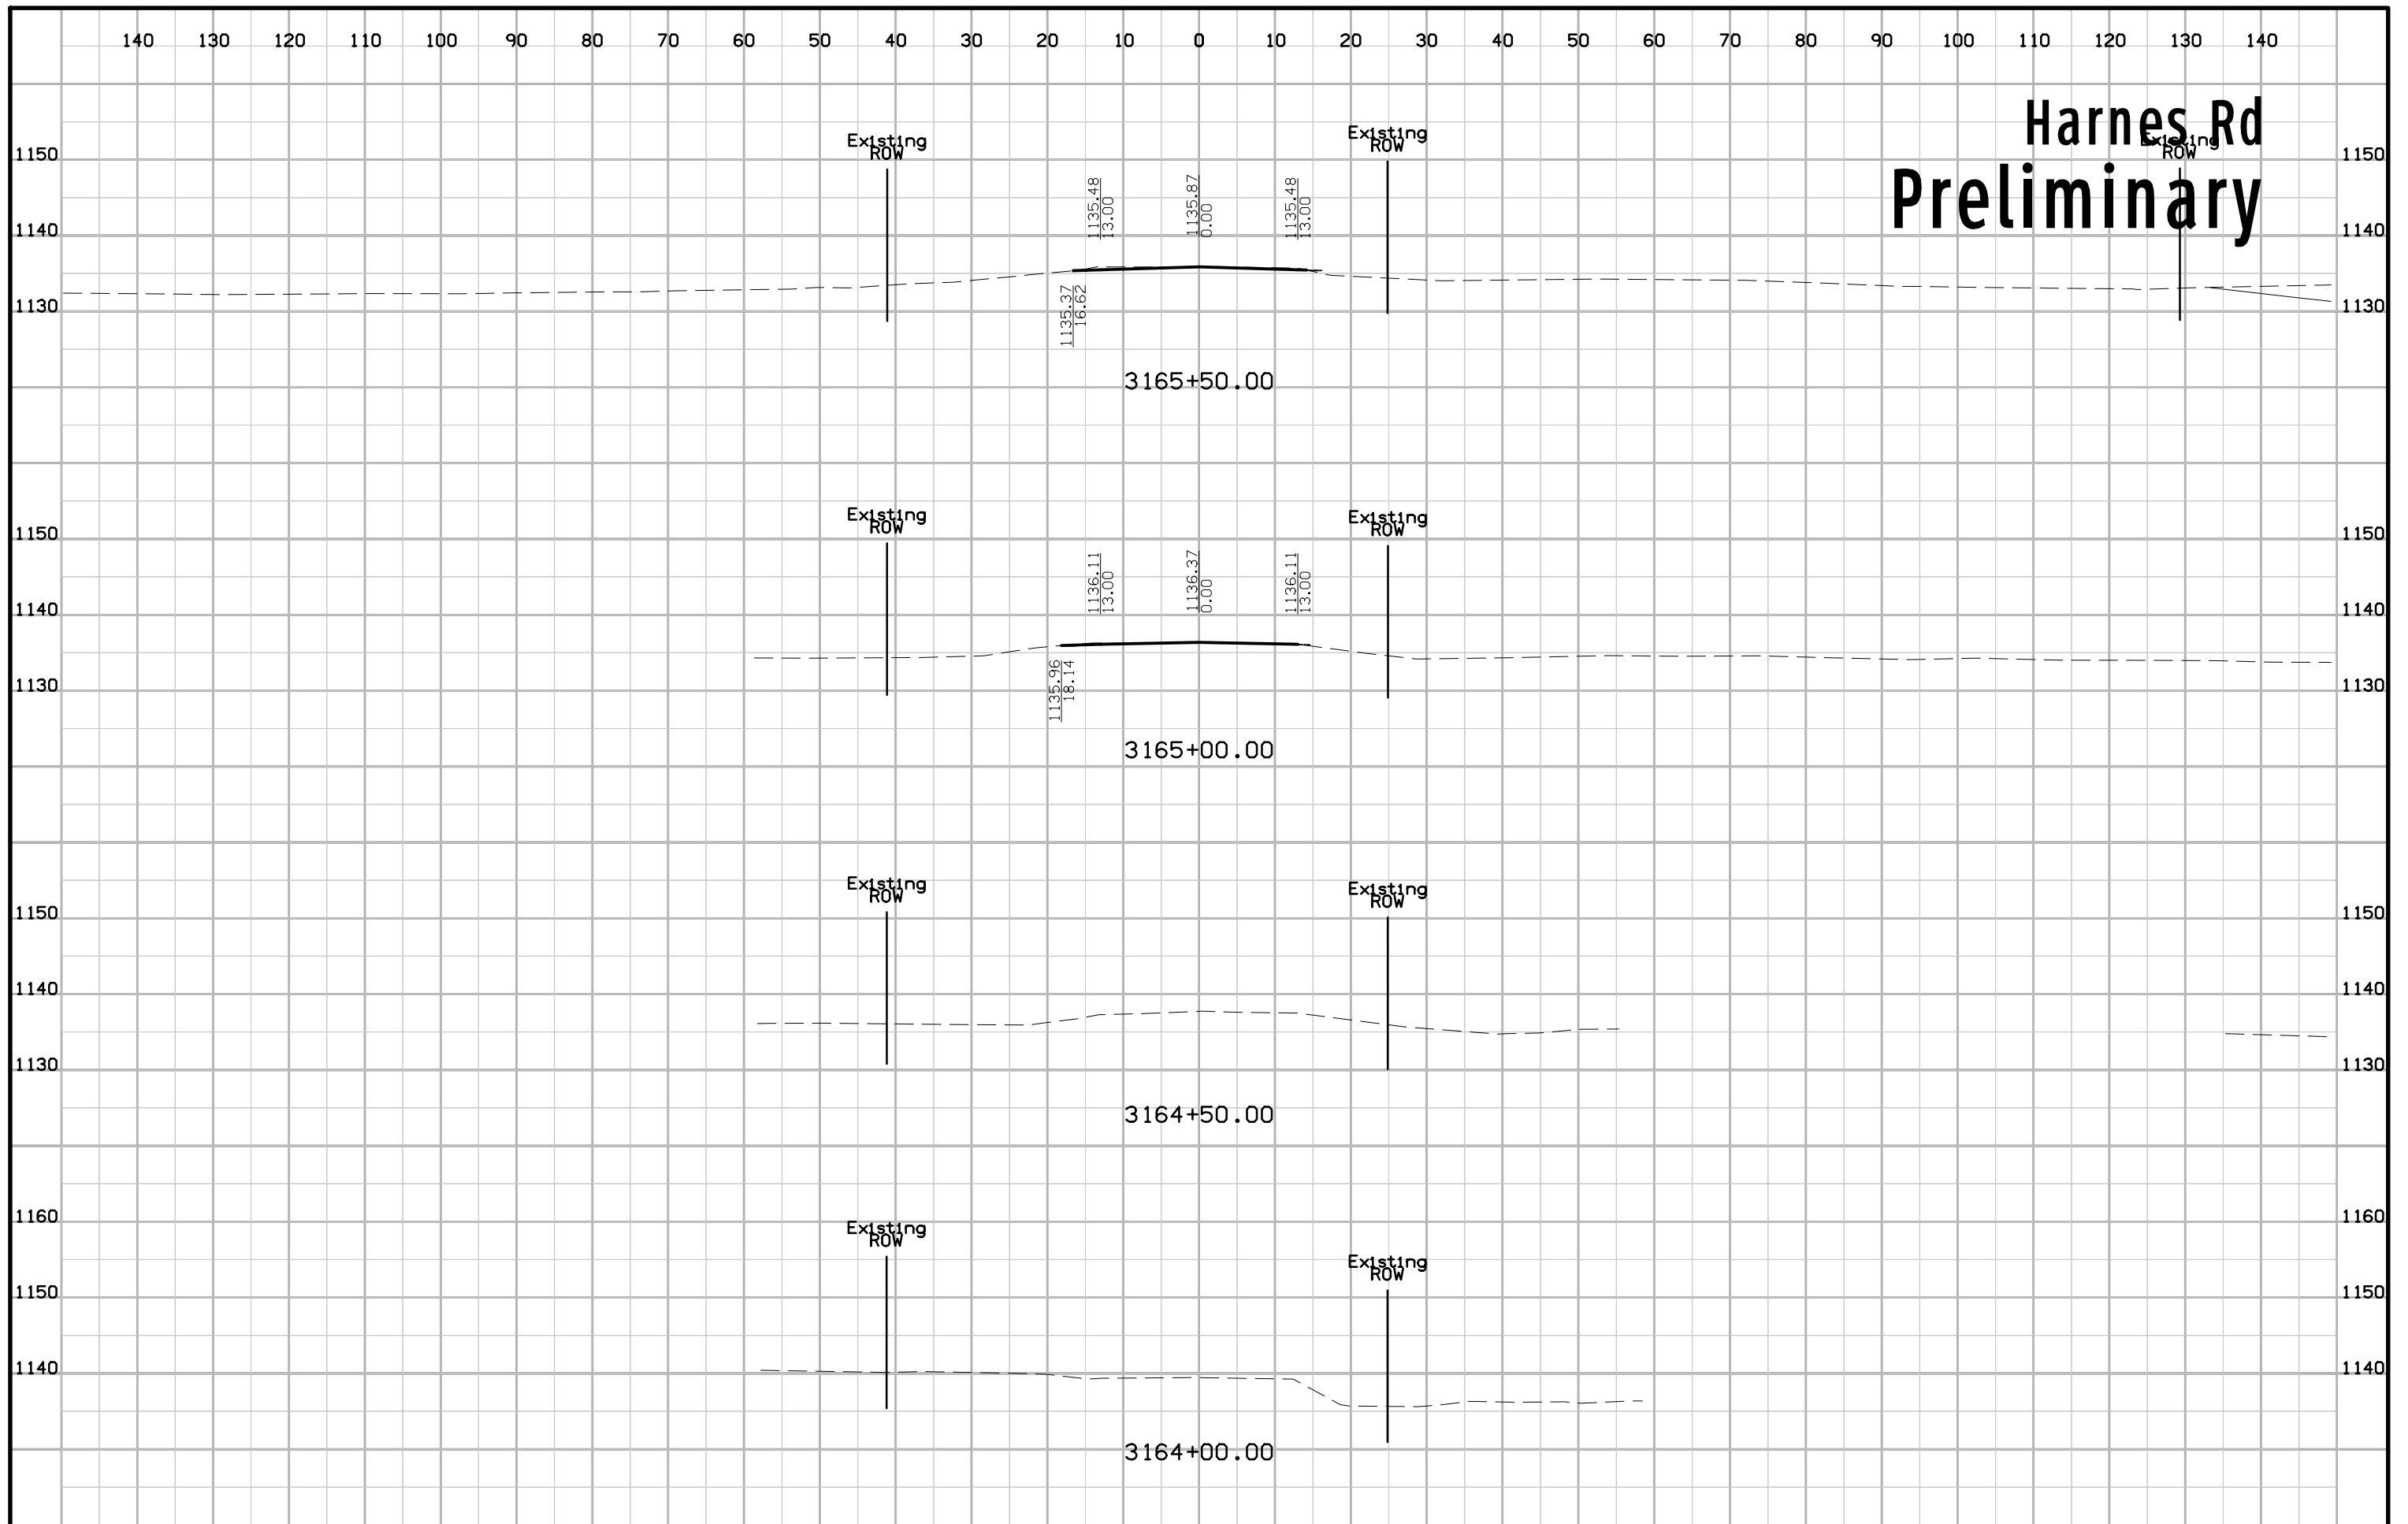 140 130 120 110 100 90 80 70 60 50 40 30 20 10 0 10 20 30 40 50 60 70 80 90 100 110 120 130 140
Harnes Rd
Preliminary
Existing
ROW
Existing
ROW
Existing
ROW
1150 1150
1140 1140
1130 1130
1135.48
13.00
1135.87
0.00
1135.48
13.00
1135.37
16.62
3165+50.00
Existing
ROW
Existing
ROW
1150 1150
1140 1140
1130 1130
1136.11
13.00
1136.37
0.00
1136.11
13.00
1135.96
18.14
3165+00.00
Existing
ROW
Existing
ROW
1150 1150
1140 1140
1130 1130
3164+50.00
1160 1160
Existing
ROW
Existing
ROW
1150 1150
1140 1140
3164+00.00